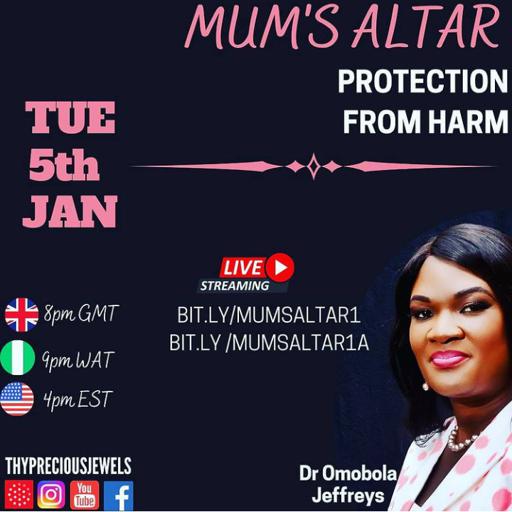 MUM'S ALTAR
PROTECTION
FROM HARM
TUE
5th
JAN
LIVE
STREAMING
8pm GMT
9pm WAT
4pm EST
BIT.LY/MUMSALTAR1
BIT.LY /MUMSALTAR1A
THYPRECIOUSJEWELS
You
Tube
f
Dr Omobola
Jeffreys